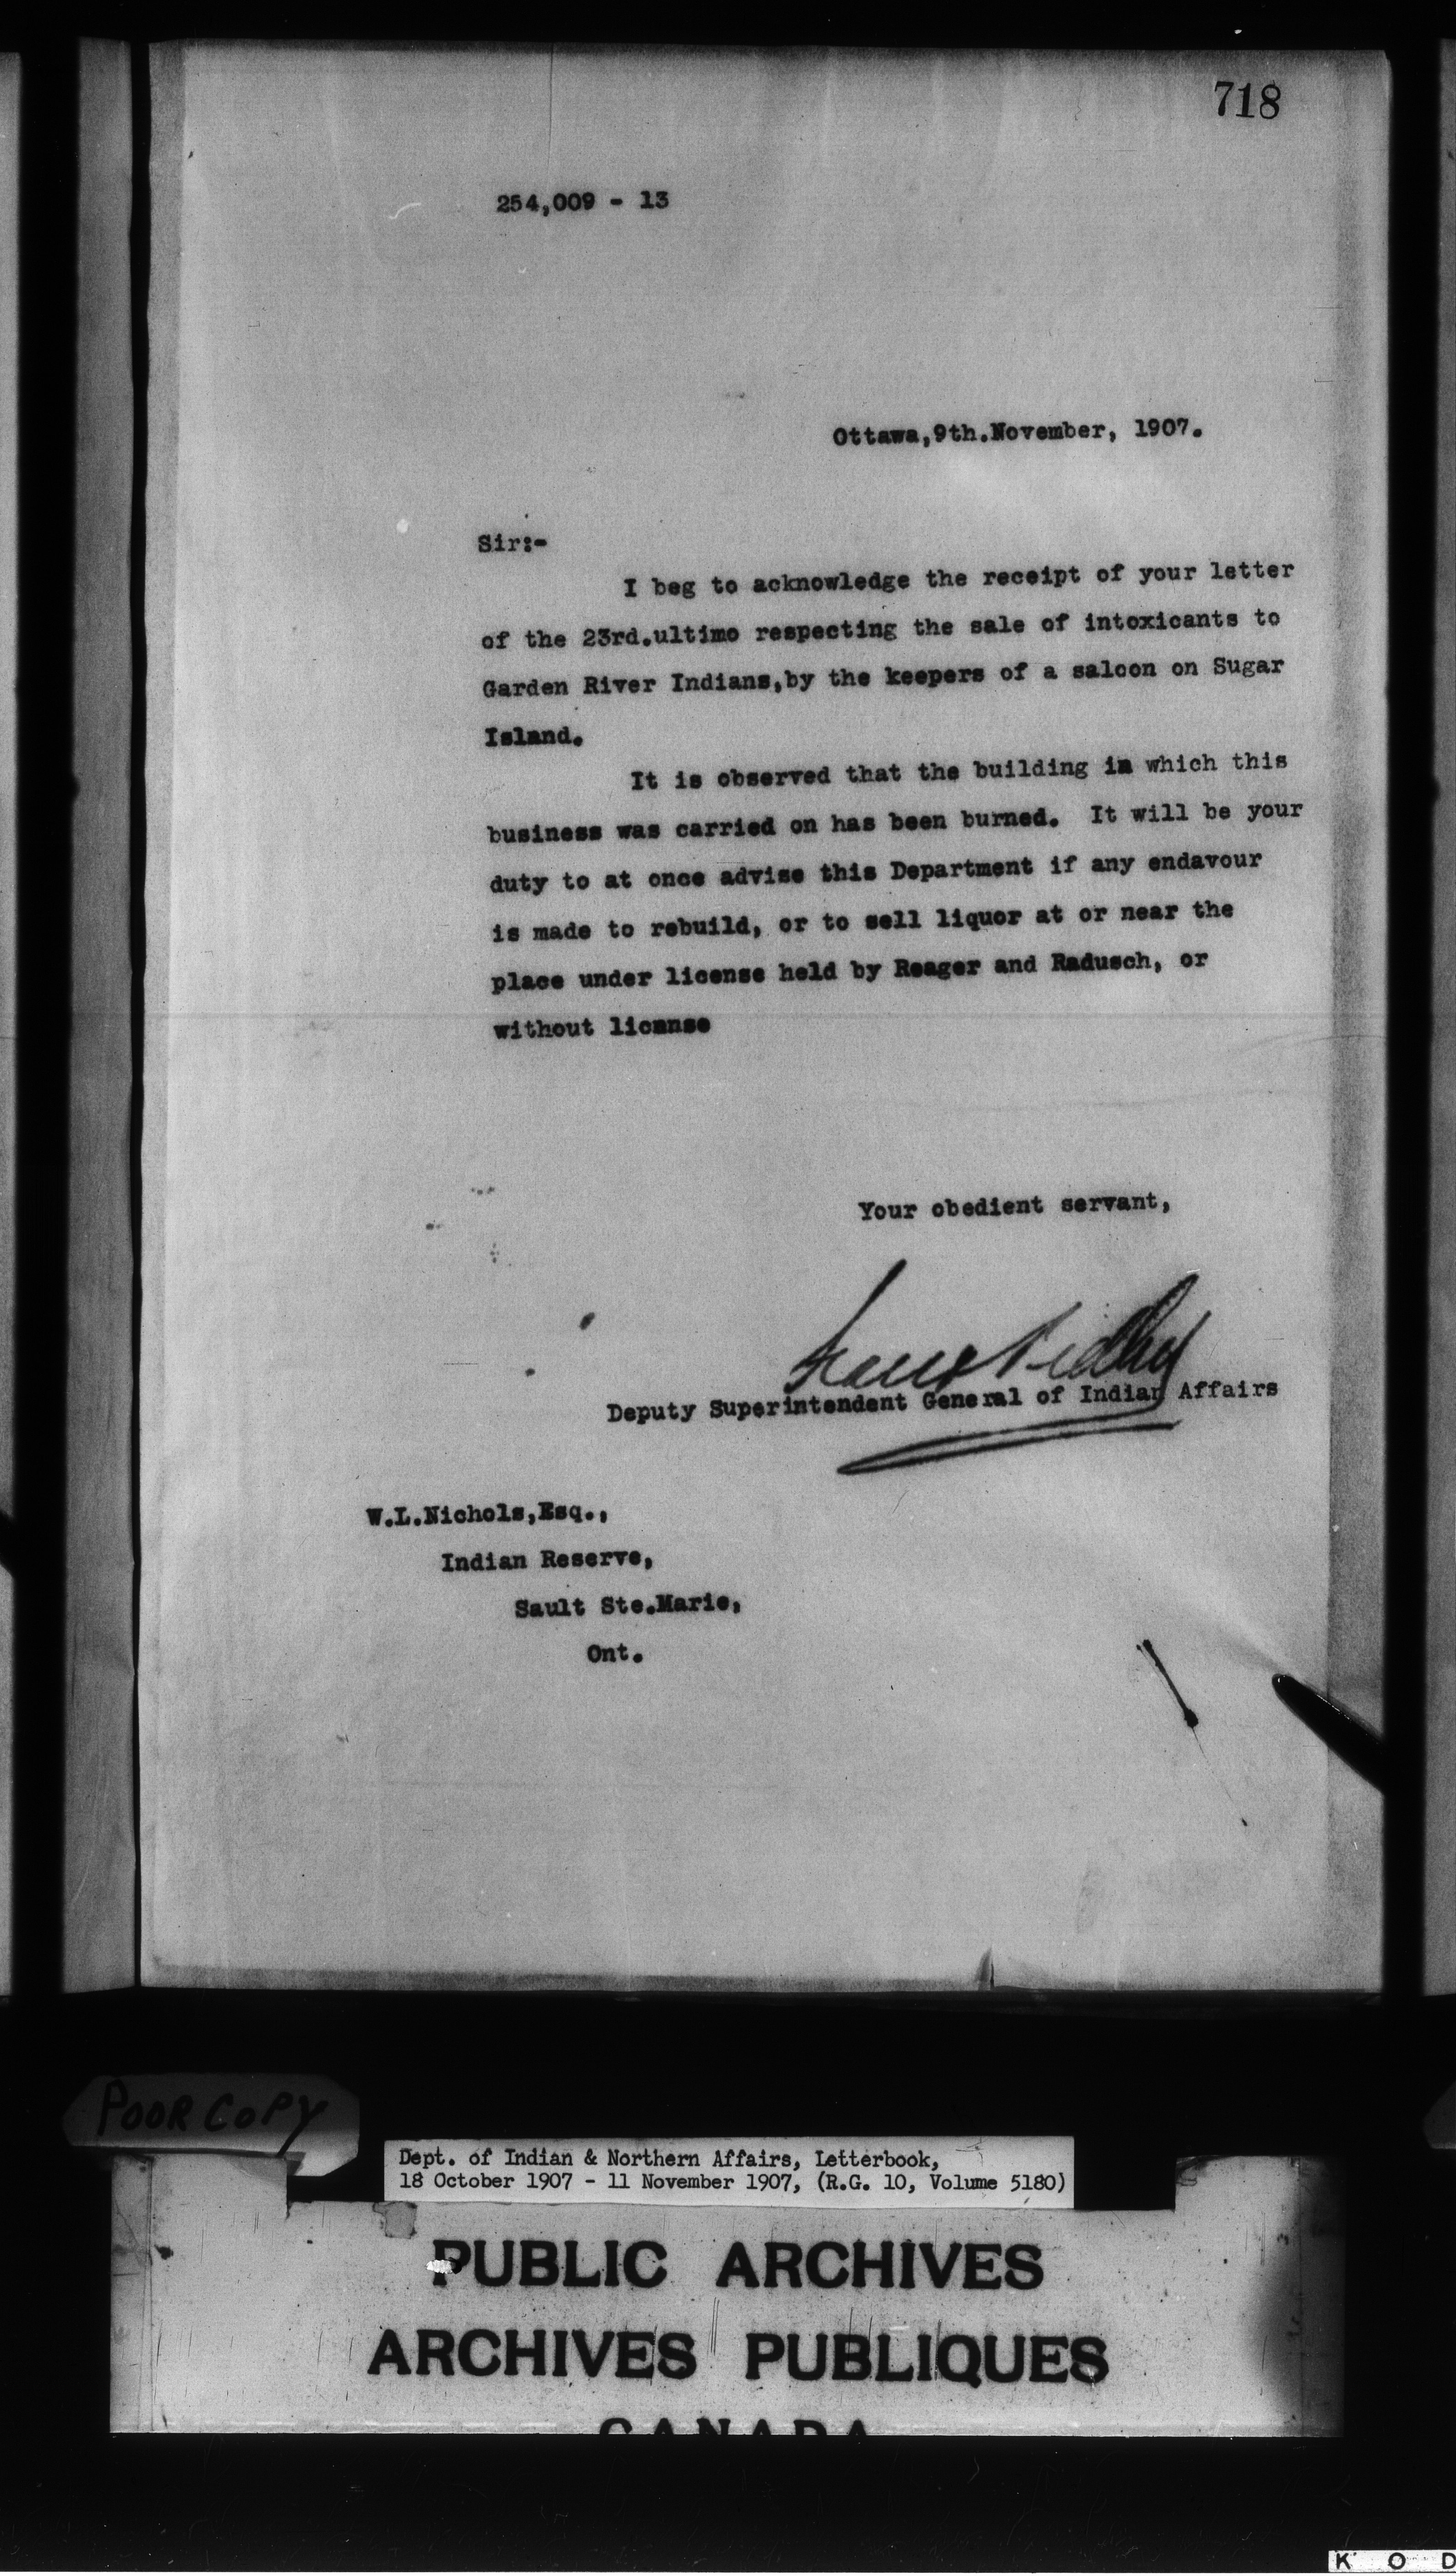 718
254,009 - 13
Ottawa,9th.November, 1907.
Sir:-
I beg to acknowledge the receipt of your letter
of the 23rd.ultimo respecting the sale of intoxicants to
Garden River Indians,by the keepers of a saloon on Sugar
Island.
It is observed that the building in which this
business was carried on has been burned. It will be your
duty to at once advise this Department if any endavour
is made to rebuild, or to sell liquor at or near the
place under license held by Reager and Radusch, or
without license
Your obedient servant,
Frank Pedley
Deputy Superintendent General of Indian Affairs
W.L.Nichols,Esq.,
Indian Reserve,
Sault Ste.Marie,
Ont.
POOR COPY
Dept. of Indian & Northern Affairs, Letterbook,
18 October 1907 - 11 November 1907, (R.G. 10, Volume 5180)
PUBLIC ARCHIVES
ARCHIVES PUBLIQUES
CANADA
K O D